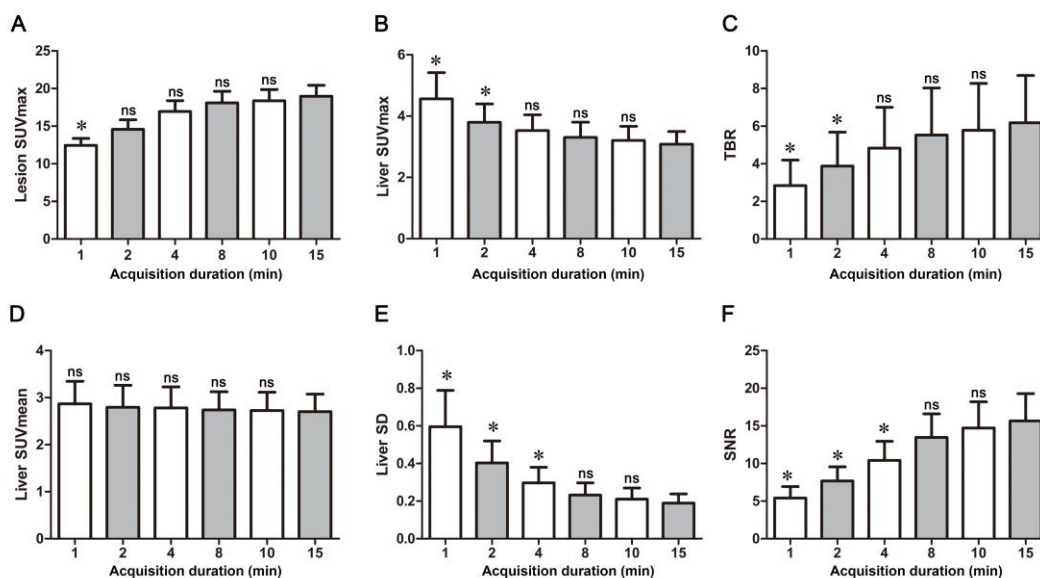 A
Lesion SUVmax
25
20
15
10
5
0
*
ns
ns
ns
ns
1 2 4 8 10 15
Acquisition duration (min)
B
Liver SUVmax
6
4
2
0
*
*
ns
ns
ns
1 2 4 8 10 15
Acquisition duration (min)
C
TBR
10
8
6
4
2
0
*
*
ns
ns
ns
1 2 4 8 10 15
Acquisition duration (min)
D
Liver SUVmean
4
3
2
1
0
ns
ns
ns
ns
ns
1 2 4 8 10 15
Acquisition duration (min)
E
Liver SD
1.0
0.8
0.6
0.4
0.2
0.0
*
*
*
ns
ns
1 2 4 8 10 15
Acquisition duration (min)
F
SNR
25
20
15
10
5
0
*
*
*
ns
ns
1 2 4 8 10 15
Acquisition duration (min)